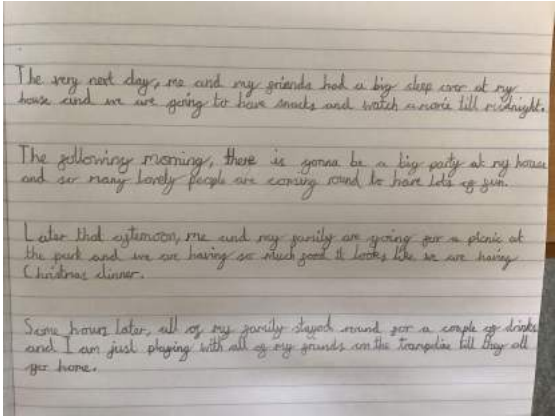 The very next day, me and my friends had a big sleep over at my
house and we are going to have snacks and watch a movie till midnight.
The following morning, there is gonna be a big party at my house
and so many lovely people are coming round to have lots of fun.
Later that afternoon, me and my family are going for a picnic at
the park and we are having so much food it looks like we are having
Christmas dinner.
Some hours later, all of my family stayed round for a couple of drinks
and I am just playing with all of my friends on the trampoline till they all
go home.